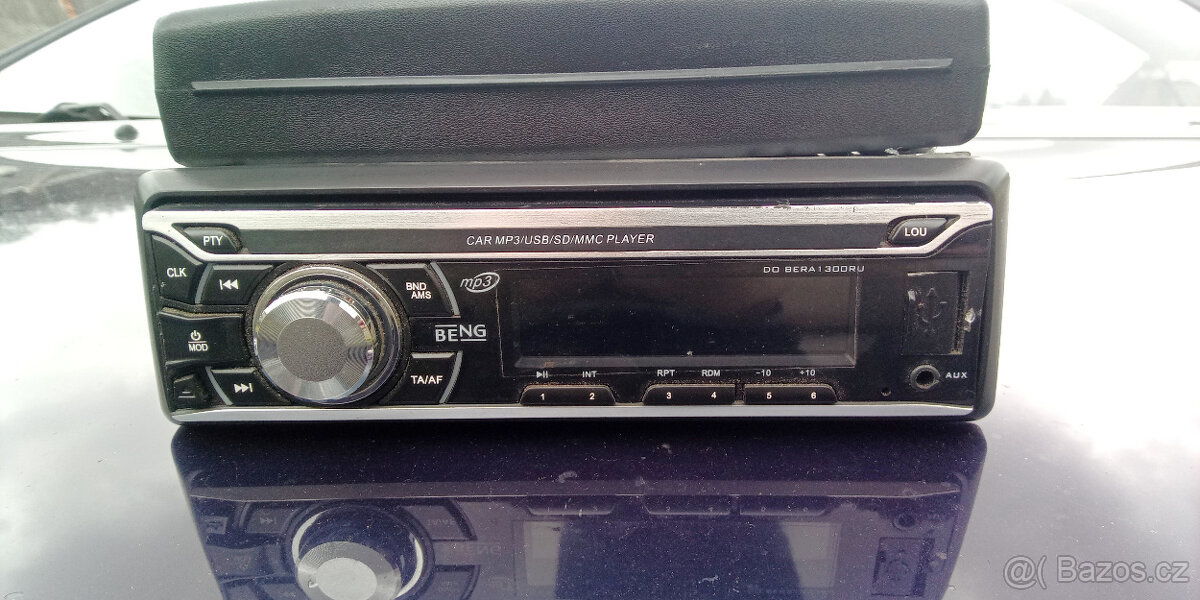 PTY
CAR MP3/USB/SD/MMC PLAYER
LOU
CLK
BND
AMS
mp3
DO BERA1300RU
MOD
BENG
TA/AF
INT
RPT
RDM
-10
+10
1
2
3
4
5
6
AUX
@( Bazos.cz